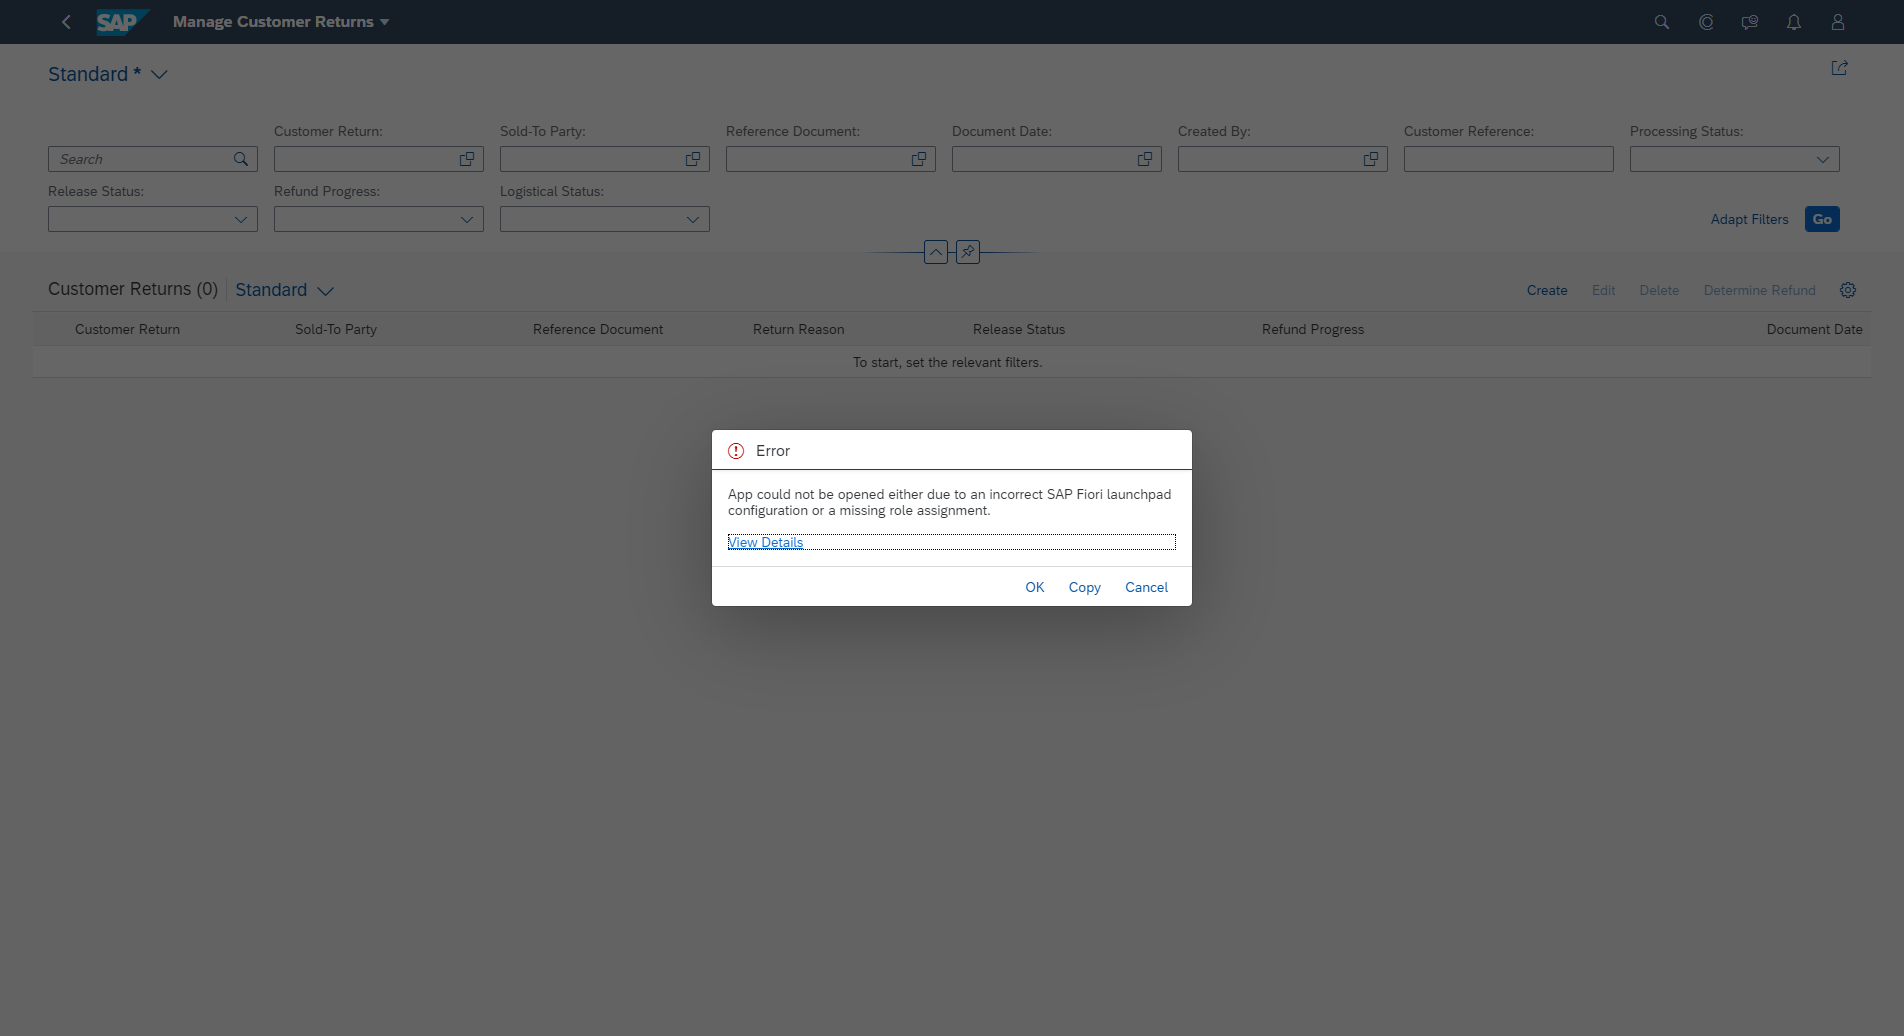 SAP Manage Customer Returns
Standard *
Customer Return: Sold-To Party: Reference Document: Document Date: Created By: Customer Reference: Processing Status:
Search
Release Status: Refund Progress: Logistical Status:
Adapt Filters Go
Customer Returns (0) Standard Create Edit Delete Determine Refund
Customer Return Sold-To Party Reference Document Return Reason Release Status Refund Progress Document Date
To start, set the relevant filters.
Error
App could not be opened either due to an incorrect SAP Fiori launchpad
configuration or a missing role assignment.
View Details
OK Copy Cancel